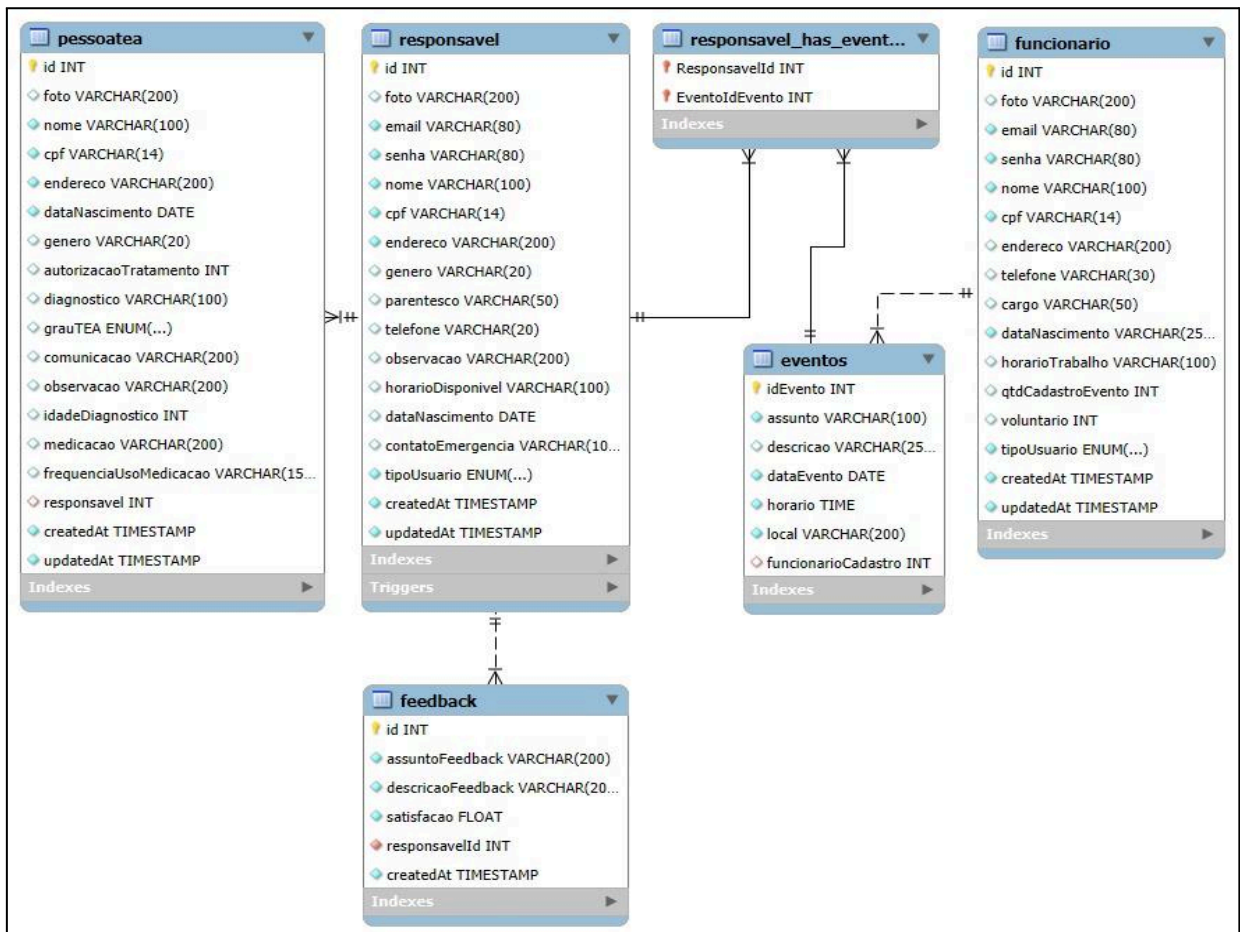 pessoatea
id INT
foto VARCHAR(200)
nome VARCHAR(100)
cpf VARCHAR(14)
endereco VARCHAR(200)
dataNascimento DATE
genero VARCHAR(20)
autorizacaoTratamento INT
diagnostico VARCHAR(100)
grauTEA ENUM(...)
comunicacao VARCHAR(200)
observacao VARCHAR(200)
idadeDiagnostico INT
medicacao VARCHAR(200)
frequenciaUsoMedicacao VARCHAR(15...
responsavel INT
createdAt TIMESTAMP
updatedAt TIMESTAMP
Indexes
responsavel
id INT
foto VARCHAR(200)
email VARCHAR(80)
senha VARCHAR(80)
nome VARCHAR(100)
cpf VARCHAR(14)
endereco VARCHAR(200)
genero VARCHAR(20)
parentesco VARCHAR(50)
telefone VARCHAR(20)
observacao VARCHAR(200)
horarioDisponivel VARCHAR(100)
dataNascimento DATE
contatoEmergencia VARCHAR(10...
tipoUsuario ENUM(...)
createdAt TIMESTAMP
updatedAt TIMESTAMP
Indexes
Triggers
responsavel_has_event...
ResponsavelId INT
EventoIdEvento INT
Indexes
funcionario
id INT
foto VARCHAR(200)
email VARCHAR(80)
senha VARCHAR(80)
nome VARCHAR(100)
cpf VARCHAR(14)
endereco VARCHAR(200)
telefone VARCHAR(30)
cargo VARCHAR(50)
dataNascimento VARCHAR(25...
horarioTrabalho VARCHAR(100)
qtdCadastroEvento INT
voluntario INT
tipoUsuario ENUM(...)
createdAt TIMESTAMP
updatedAt TIMESTAMP
Indexes
eventos
idEvento INT
assunto VARCHAR(100)
descricao VARCHAR(25...
dataEvento DATE
horario TIME
local VARCHAR(200)
funcionarioCadastro INT
Indexes
feedback
id INT
assuntoFeedback VARCHAR(200)
descricaoFeedback VARCHAR(20...
satisfacao FLOAT
responsavelId INT
createdAt TIMESTAMP
Indexes